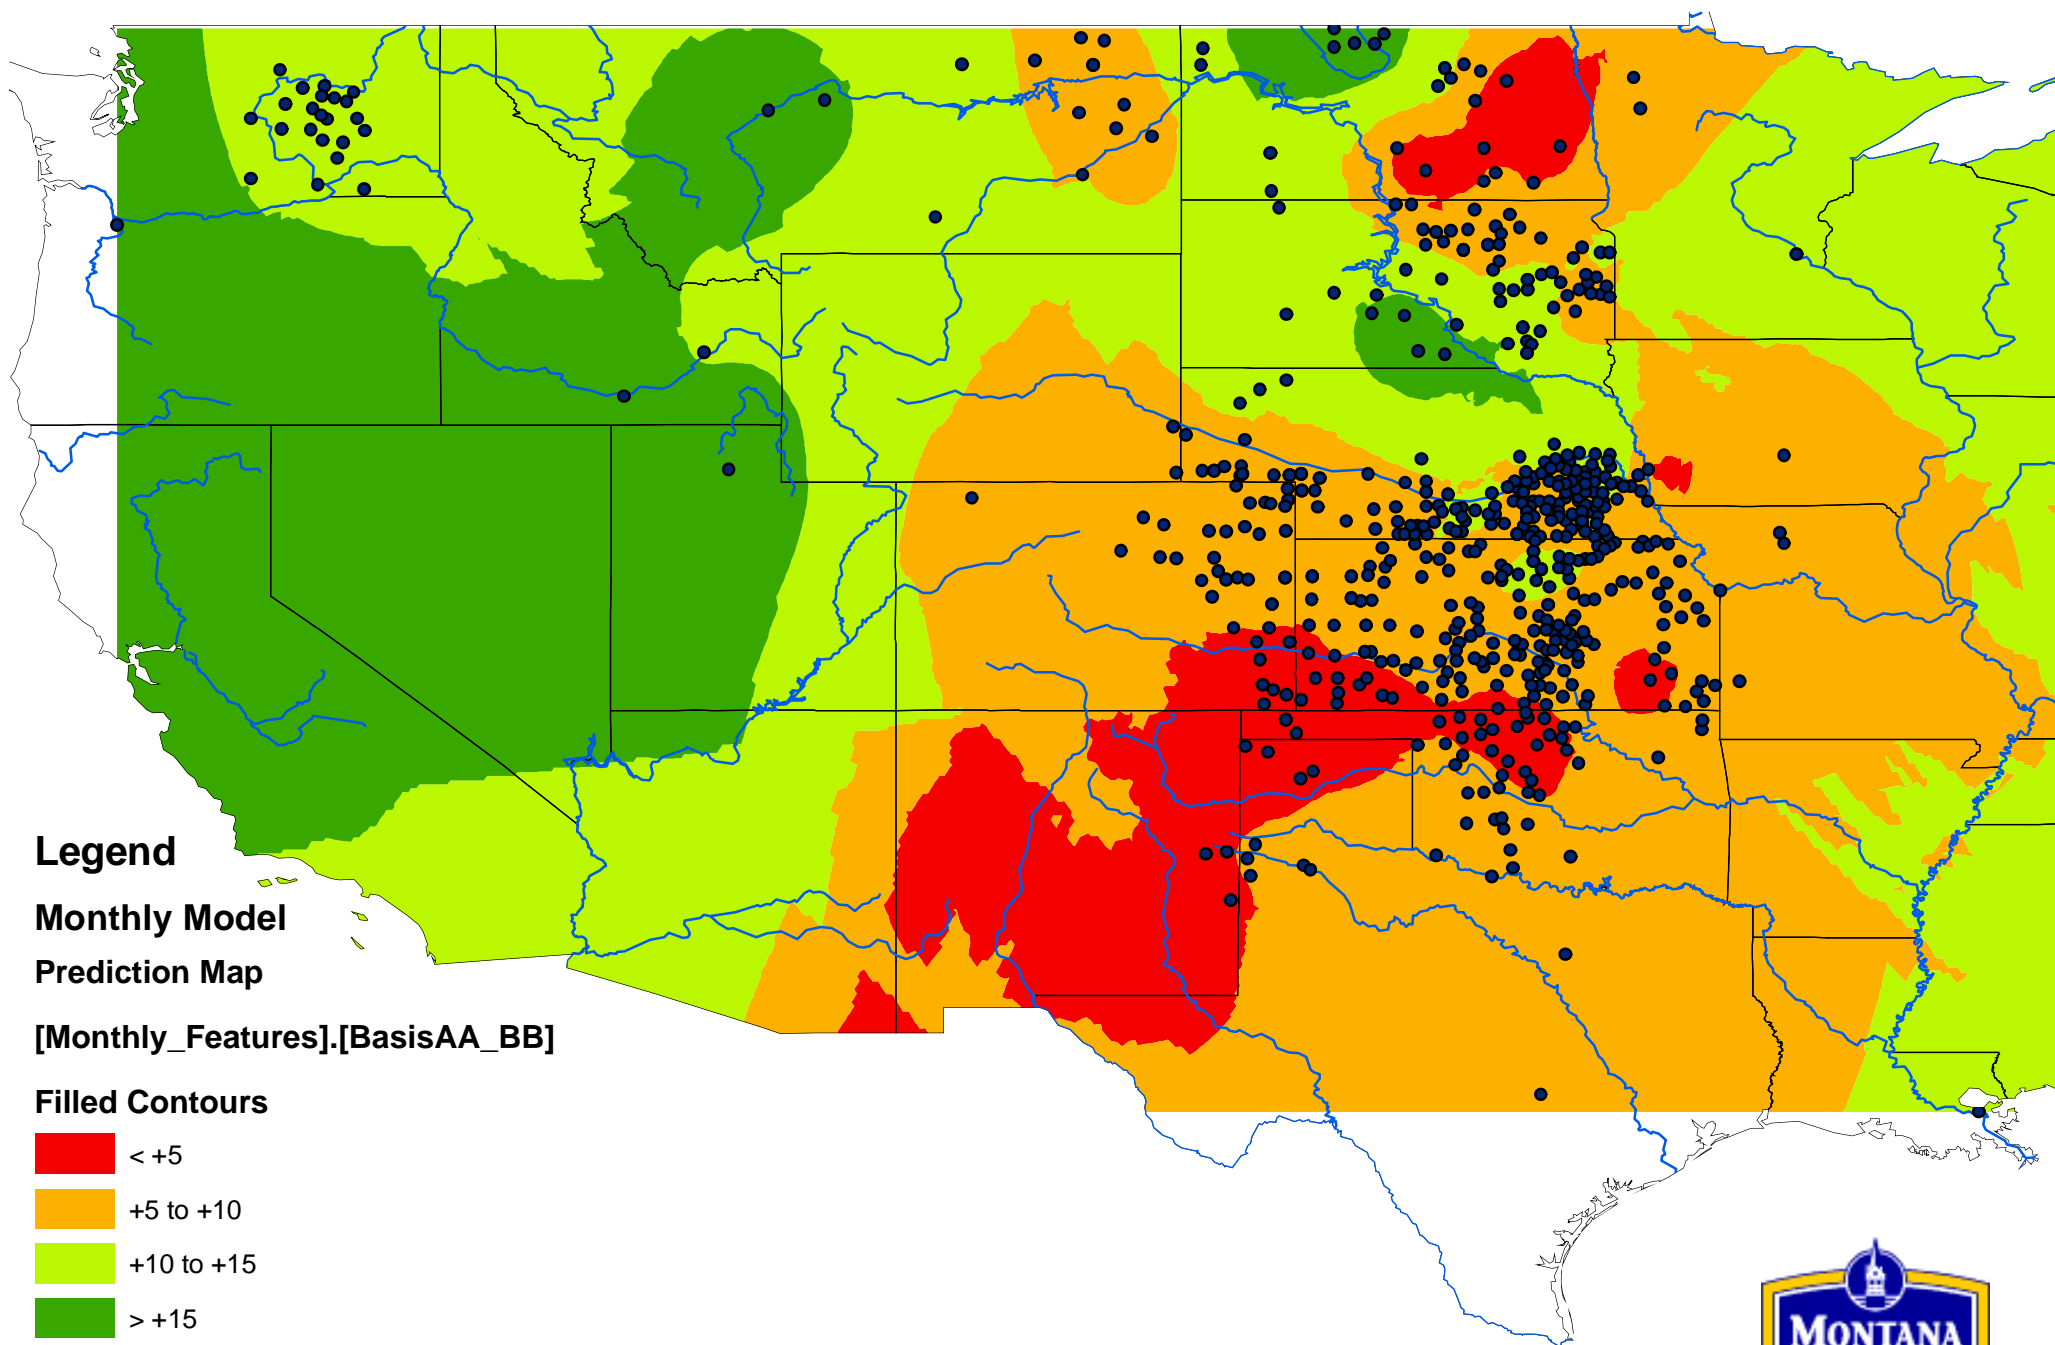 Legend
Monthly Model
Prediction Map
[Monthly_Features].[BasisAA_BB]
Filled Contours
< +5
+5 to +10
+10 to +15
> +15
MONTANA